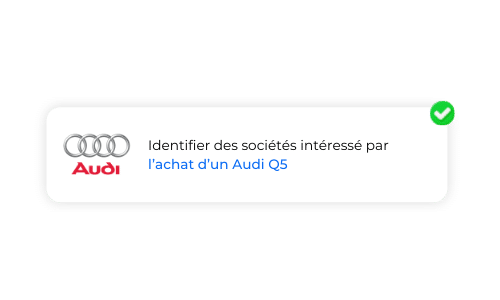 Audi
Identifier des sociétés intéressé par
l'achat d'un Audi Q5